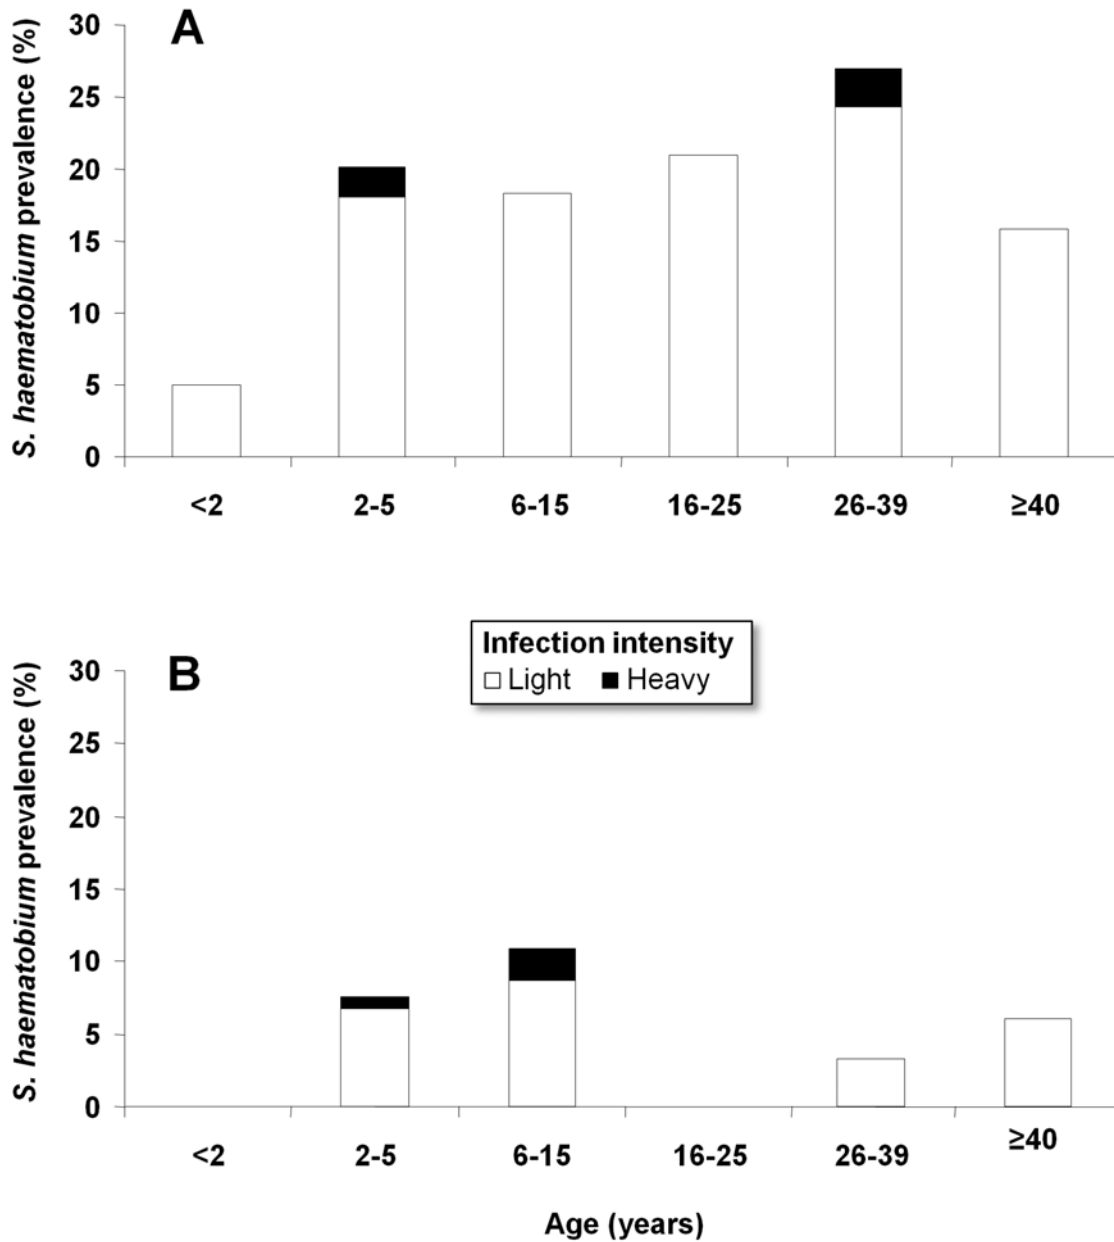 A
S. haematobium prevalence (%)
30
25
20
15
10
5
0
<2 2-5 6-15 16-25 26-39 ≥40
Infection intensity
Light Heavy
B
S. haematobium prevalence (%)
30
25
20
15
10
5
0
<2 2-5 6-15 16-25 26-39 ≥40
Age (years)